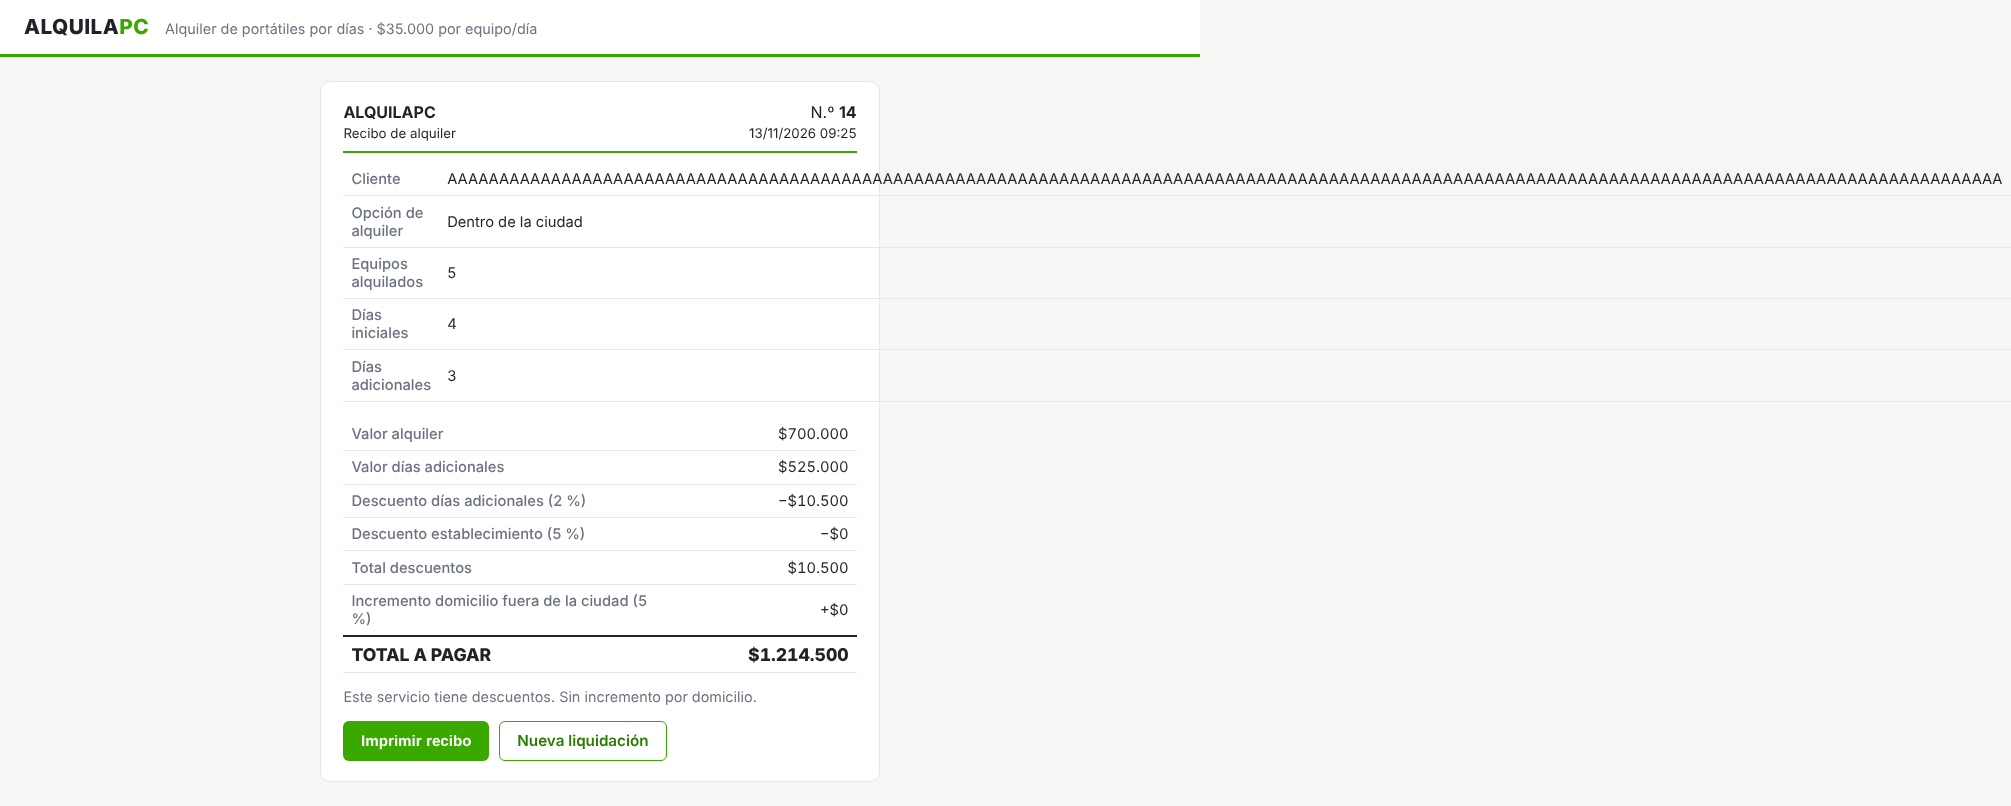 ALQUILAPC Alquiler de portátiles por días · $35.000 por equipo/día
ALQUILAPC N.º 14
Recibo de alquiler 13/11/2026 09:25
Cliente AAAAAAAAAAAAAAAAAAAAAAAAAAAAAAAAAAAAAAAAAAAAAAAAAAAAAAAAAAAAAAAAAAAAAAAAAAAAAAAAAAAAAAAAAAAAAAAAAAAAAAAAAAAAAAAAAAAAAAAAAAAAAAAAAAAAAAAAAAAAAAAAAAAAAA
Opción de
alquiler
Dentro de la ciudad
Equipos
alquilados
5
Días
iniciales
4
Días
adicionales
3
Valor alquiler $700.000
Valor días adicionales $525.000
Descuento días adicionales (2 %) −$10.500
Descuento establecimiento (5 %) −$0
Total descuentos $10.500
Incremento domicilio fuera de la ciudad (5
%)
+$0
TOTAL A PAGAR $1.214.500
Este servicio tiene descuentos. Sin incremento por domicilio.
Imprimir recibo Nueva liquidación